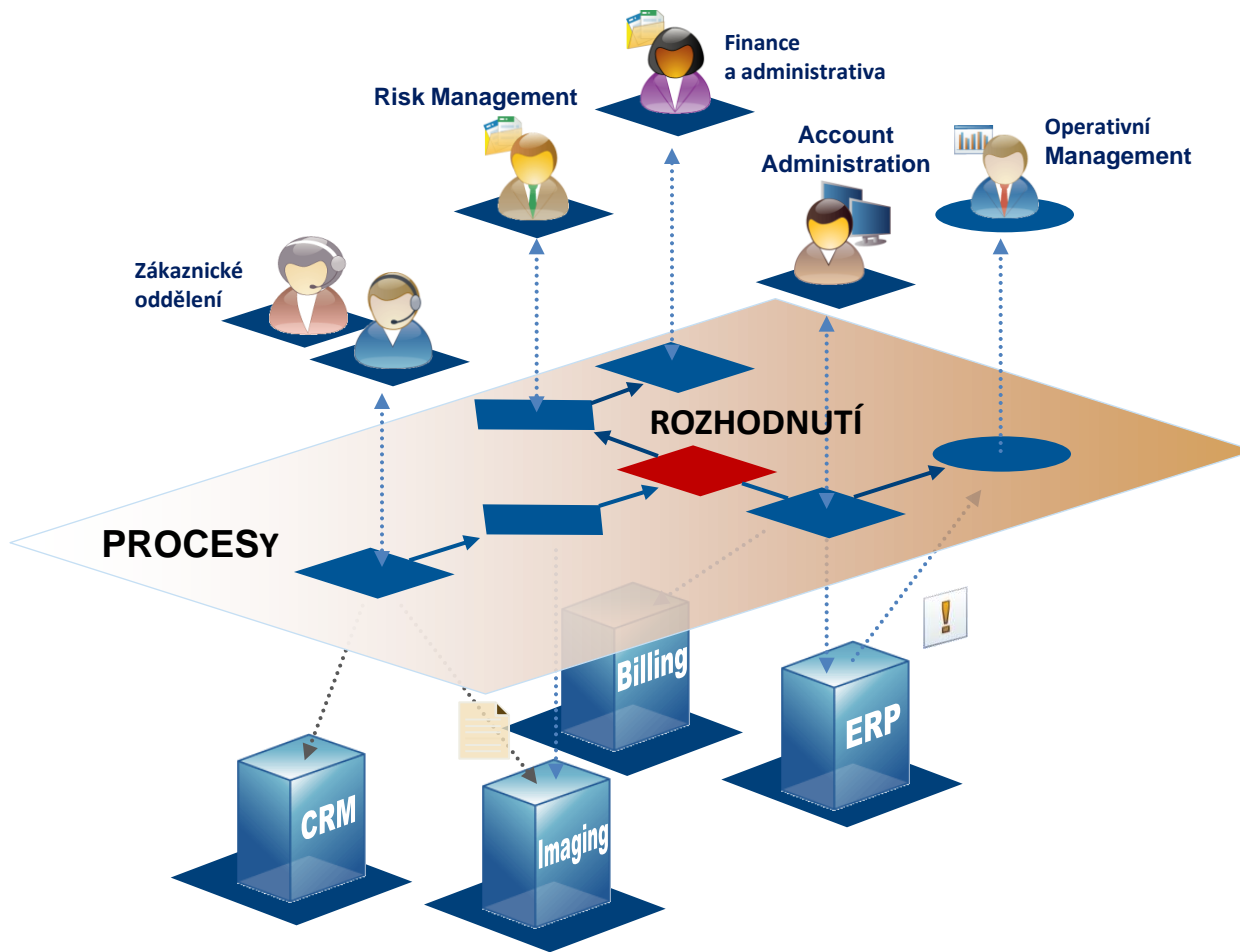 Finance
a administrativa
Risk Management
Account
Administration
Operativní
Management
Zákaznické
oddělení
ROZHODNUTÍ
PROCESY
Billing
ERP
CRM
Imaging